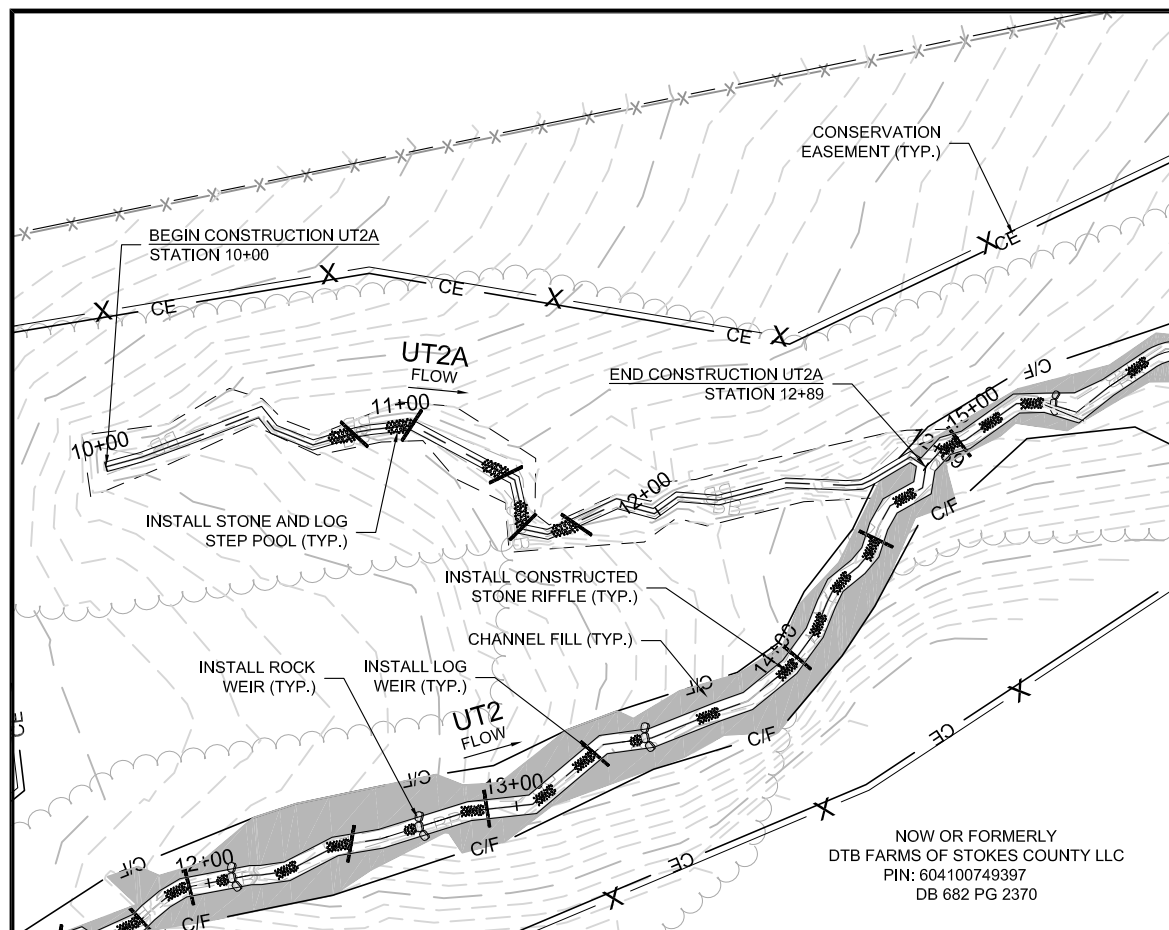 CONSERVATION
EASEMENT (TYP.)
BEGIN CONSTRUCTION UT2A
STATION 10+00
CE
CE
CE
CE
UT2A
FLOW
END CONSTRUCTION UT2A
STATION 12+89
C/F
10+00
11+00
12+00
15+00
C/F
INSTALL STONE AND LOG
STEP POOL (TYP.)
INSTALL CONSTRUCTED
STONE RIFFLE (TYP.)
CHANNEL FILL (TYP.)
14+00
INSTALL ROCK
WEIR (TYP.)
INSTALL LOG
WEIR (TYP.)
C/F
UT2
FLOW
CE
CE
C/F
C/F
13+00
C/F
C/F
12+00
CE
C/F
NOW OR FORMERLY
DTB FARMS OF STOKES COUNTY LLC
PIN: 604100749397
DB 682 PG 2370